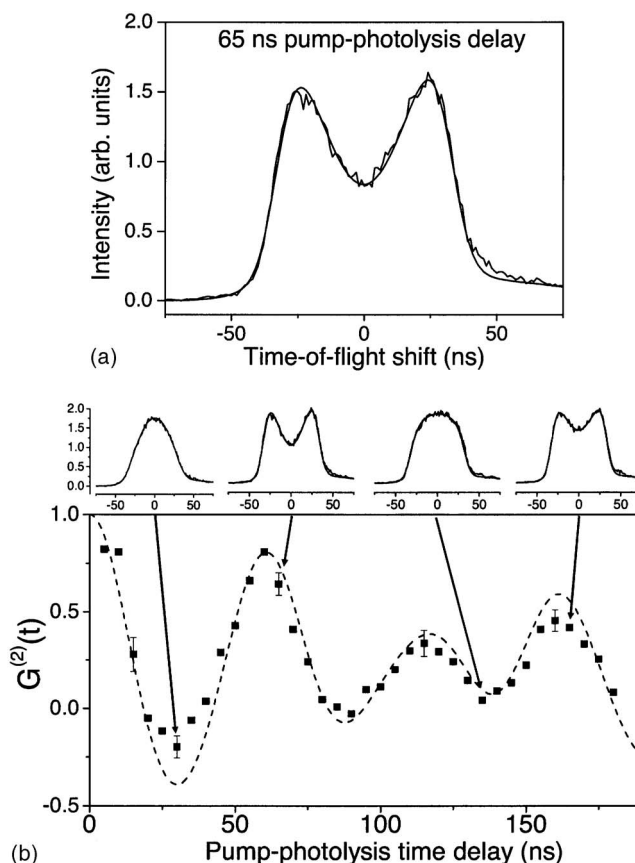 65 ns pump-photolysis delay
2.0
1.5
1.0
0.5
0.0
Intensity (arb. units)
-50 0 50
Time-of-flight shift (ns)
(a)
2.0
1.5
1.0
0.5
0.0
-50 0 50 -50 0 50 -50 0 50 -50 0 50
1.0
0.5
0.0
-0.5
G(2)(t)
0 50 100 150
Pump-photolysis time delay (ns)
(b)